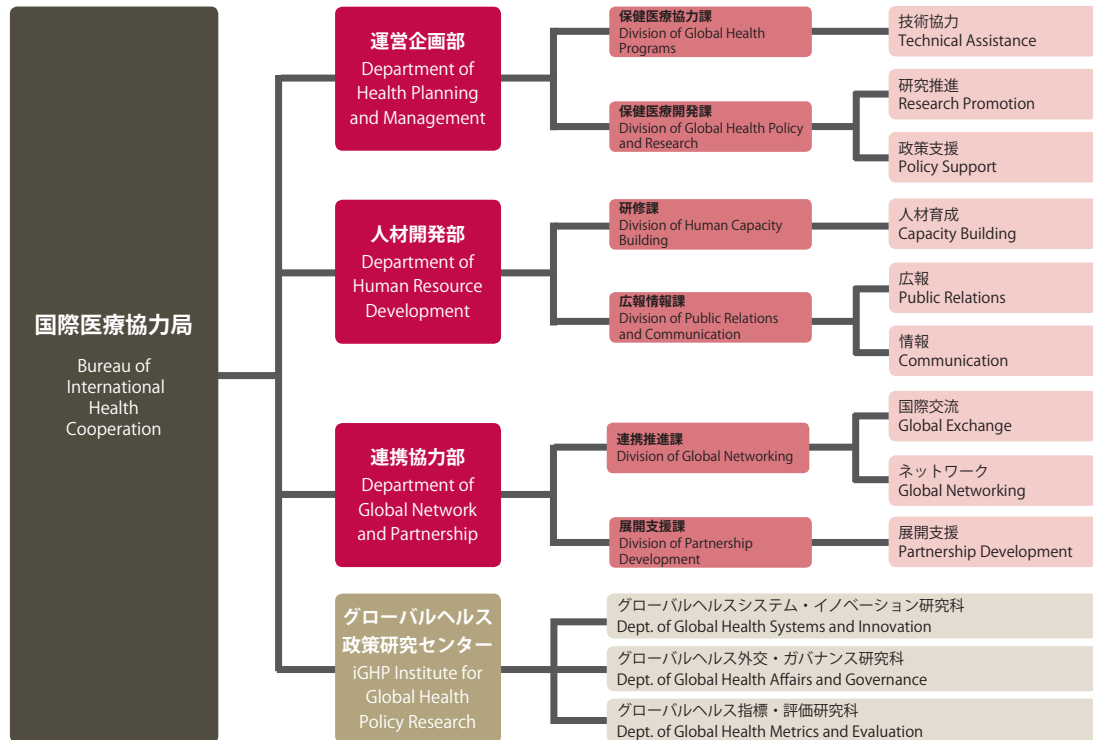 国際医療協力局
Bureau of
International
Health
Cooperation
運営企画部
Department of
Health Planning
and Management
保健医療協力課
Division of Global Health
Programs
技術協力
Technical Assistance
保健医療開発課
Division of Global Health Policy
and Research
研究推進
Research Promotion
政策支援
Policy Support
人材開発部
Department of
Human Resource
Development
研修課
Division of Human Capacity
Building
人材育成
Capacity Building
広報情報課
Division of Public Relations
and Communication
広報
Public Relations
情報
Communication
連携協力部
Department of
Global Network
and Partnership
連携推進課
Division of Global Networking
国際交流
Global Exchange
ネットワーク
Global Networking
展開支援課
Division of Partnership
Development
展開支援
Partnership Development
グローバルヘルス
政策研究センター
iGHP Institute for
Global Health
Policy Research
グローバルヘルスシステム・イノベーション研究科
Dept. of Global Health Systems and Innovation
グローバルヘルス外交・ガバナンス研究科
Dept. of Global Health Affairs and Governance
グローバルヘルス指標・評価研究科
Dept. of Global Health Metrics and Evaluation